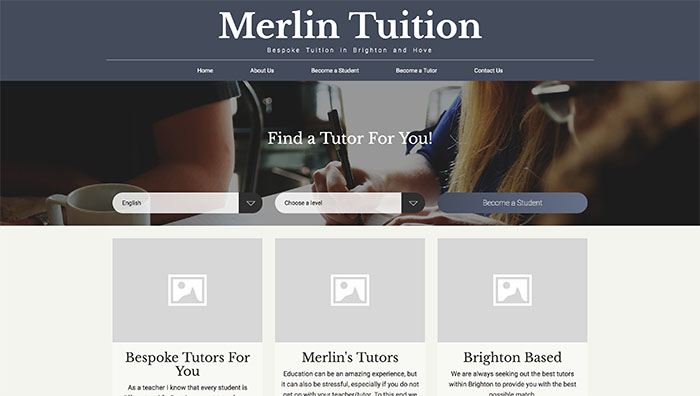 Merlin Tuition
Bespoke Tuition in Brighton and Hove
Home About Us Become a Student Become a Tutor Contact Us
Find a Tutor For You!
English Choose a level Become a Student
Bespoke Tutors For
You
As a teacher I know that every student is
Merlin's Tutors
Education can be an amazing experience, but
it can also be stressful, especially if you do not
get on with your teacher/tutor. To this end we
Brighton Based
We are always seeking out the best tutors
within Brighton to provide you with the best
possible match.